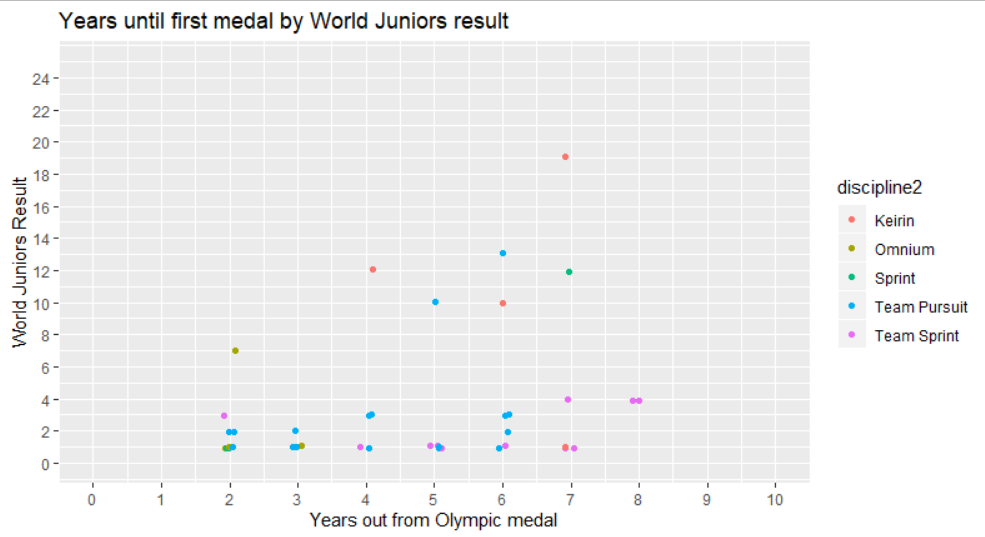 Years until first medal by World Juniors result
World Juniors Result
24
22
20
18
16
14
12
10
8
6
4
2
0
0 1 2 3 4 5 6 7 8 9 10
Years out from Olympic medal
discipline2
Keirin
Omnium
Sprint
Team Pursuit
Team Sprint